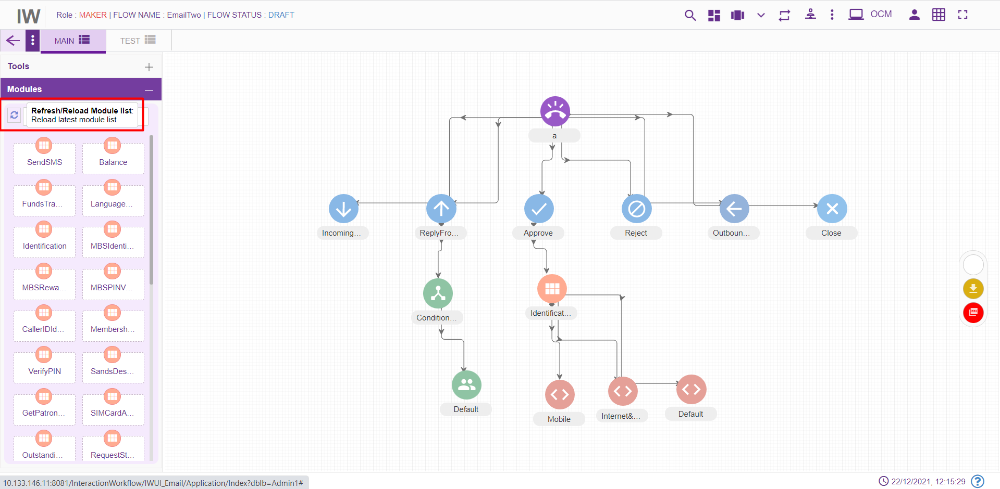 IW
Role : MAKER | FLOW NAME : EmailTwo | FLOW STATUS : DRAFT
OCM
MAIN
TEST
Tools
Modules
Refresh/Reload Module list:
Reload latest module list
SendSMS
Balance
FundsTra...
Language...
Identification
MBSIdenti...
MBSRewa...
MBSPINV...
CallerIDId...
Membersh...
VerifyPIN
SandsDes...
GetPatron...
SIMCardA...
Outstandi...
RequestSt...
a
Incoming...
ReplyFro...
Approve
Reject
Outboun...
Close
Condition...
Identificat...
Default
Mobile
Internet&...
Default
PDF
10.133.146.11:8081/InteractionWorkflow/IWUI_Email/Application/Index?dblb=Admin1#
22/12/2021, 12:15:29
?